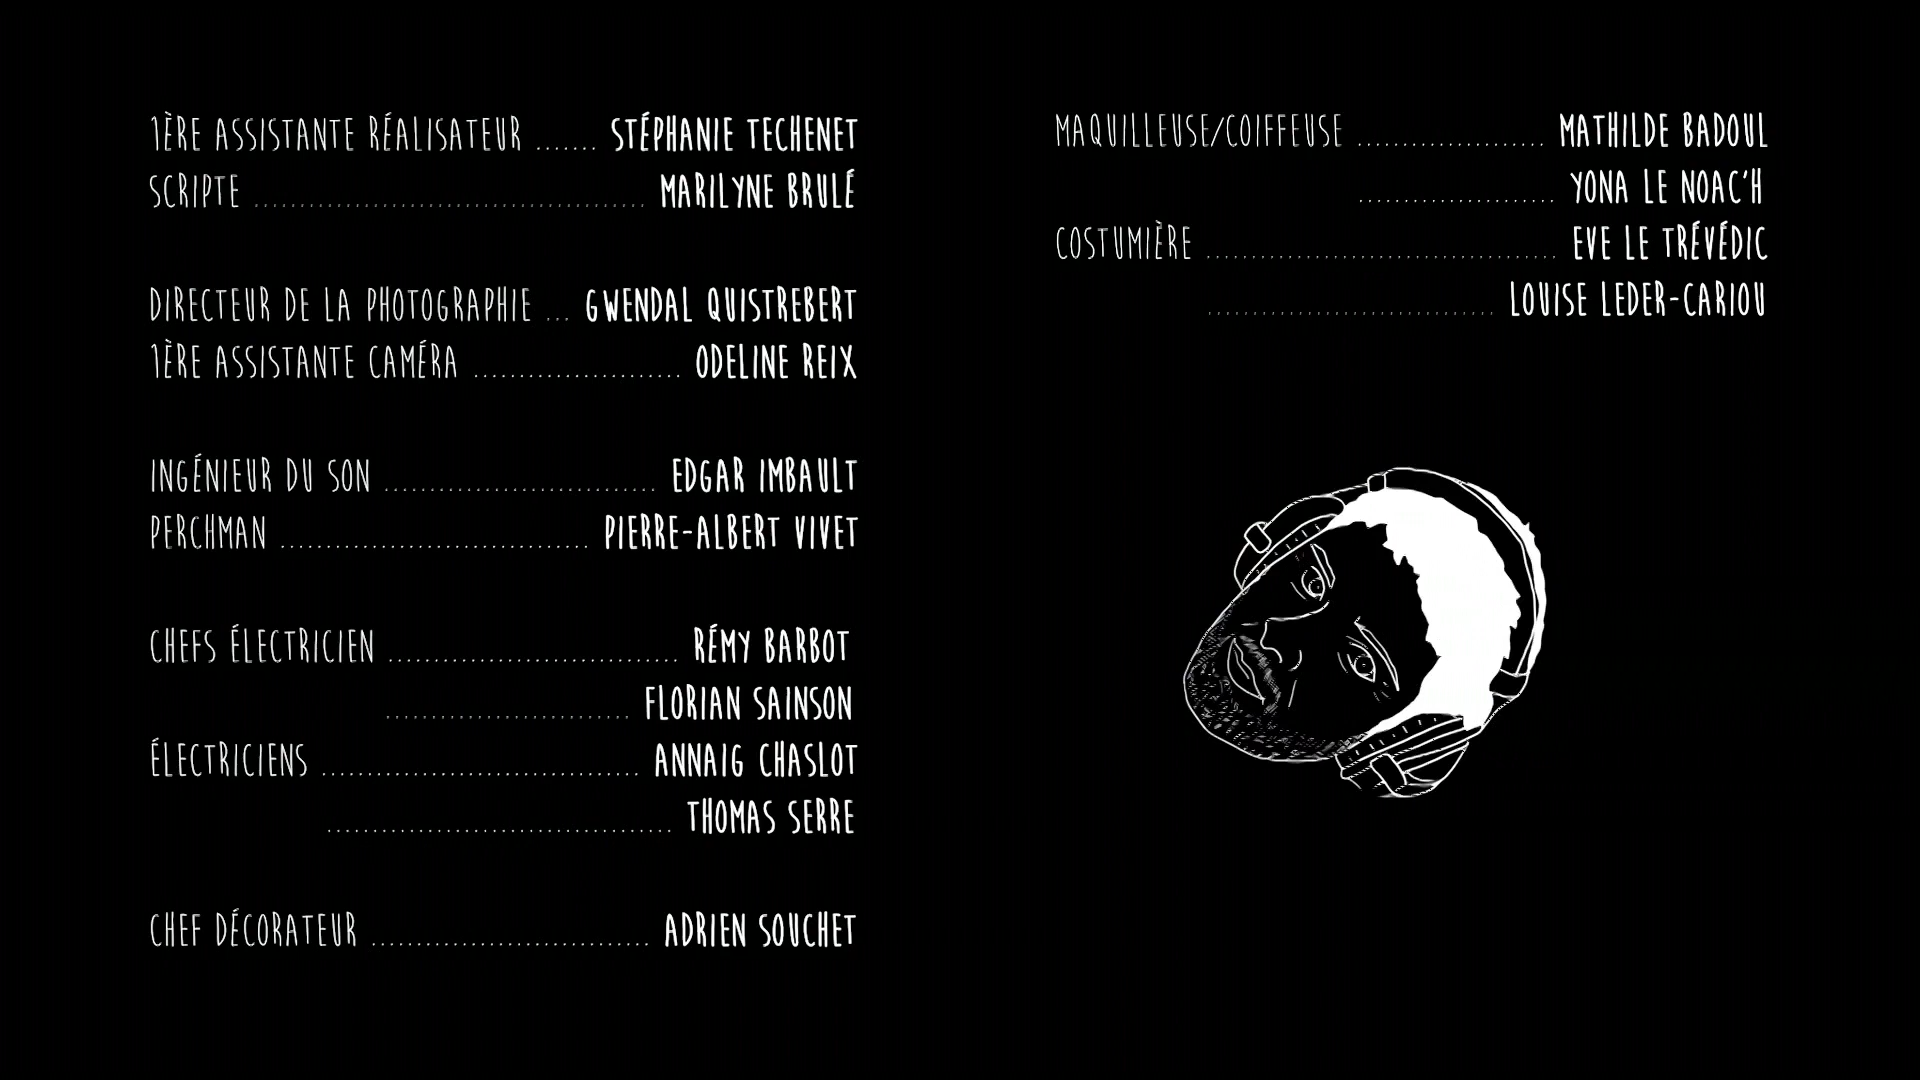 1ÈRE ASSISTANTE RÉALISATEUR ....... STÉPHANIE TECHENET
SCRIPTE ........................................... MARILYNE BRULÉ
DIRECTEUR DE LA PHOTOGRAPHIE ... GWENDAL QUISTREBERT
1ÈRE ASSISTANTE CAMÉRA ....................... ODELINE REIX
INGÉNIEUR DU SON .............................. EDGAR IMBAULT
PERCHMAN .................................. PIERRE-ALBERT VIVET
CHEFS ÉLECTRICIEN ................................ RÉMY BARBOT
........................... FLORIAN SAINSON
ÉLECTRICIENS ................................... ANNAIG CHASLOT
...................................... THOMAS SERRE
CHEF DÉCORATEUR ............................... ADRIEN SOUCHET
MAQUILLEUSE/COIFFEUSE ..................... MATHILDE BADOUL
...................... YONA LE NOAC'H
COSTUMIÈRE ....................................... EVE LE TRÉVÉDIC
................................ LOUISE LEDER-CARIOU